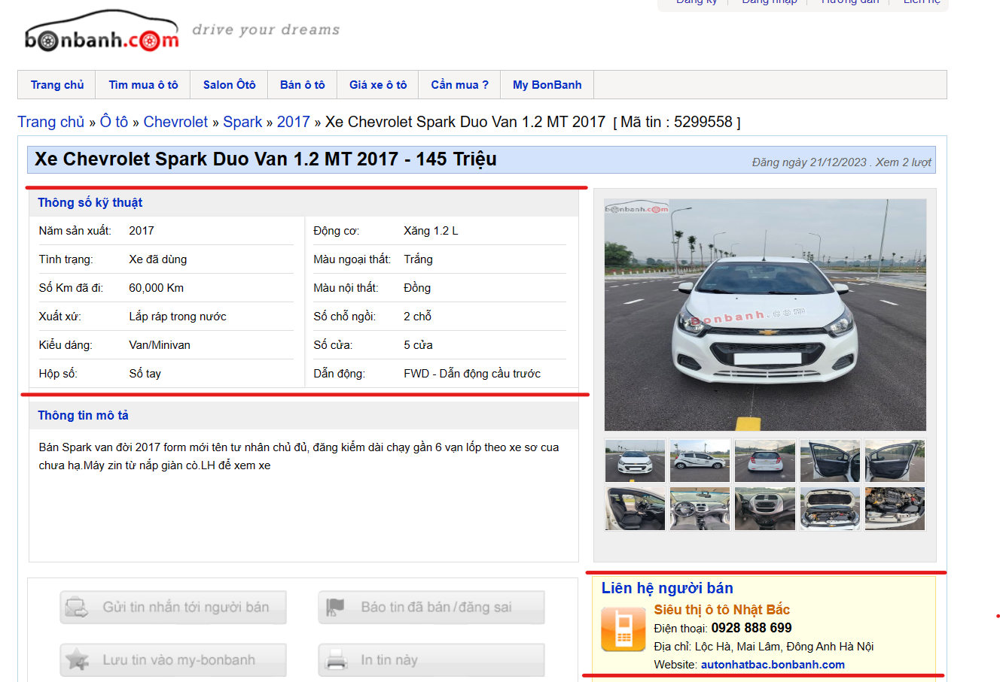 Đăng ký Đăng nhập Hướng dẫn Liên hệ
bonbanh.com drive your dreams
Trang chủ Tìm mua ô tô Salon Ôtô Bán ô tô Giá xe ô tô Cần mua ? My BonBanh
Trang chủ » Ô tô » Chevrolet » Spark » 2017 » Xe Chevrolet Spark Duo Van 1.2 MT 2017 [ Mã tin : 5299558 ]
Xe Chevrolet Spark Duo Van 1.2 MT 2017 - 145 Triệu
Đăng ngày 21/12/2023 . Xem 2 lượt
Thông số kỹ thuật
Năm sản xuất: 2017
Tình trạng: Xe đã dùng
Số Km đã đi: 60,000 Km
Xuất xứ: Lắp ráp trong nước
Kiểu dáng: Van/Minivan
Hộp số: Số tay
Động cơ: Xăng 1.2 L
Màu ngoại thất: Trắng
Màu nội thất: Đồng
Số chỗ ngồi: 2 chỗ
Số cửa: 5 cửa
Dẫn động: FWD - Dẫn động cầu trước
bonbanh.com
bonbanh.com
Thông tin mô tả
Bán Spark van đời 2017 form mới tên tư nhân chủ đủ, đăng kiểm dài chạy gần 6 vạn lốp theo xe sơ cua
chưa hạ.Máy zin từ nắp giàn cò.LH để xem xe
Gửi tin nhắn tới người bán
Báo tin đã bán/đăng sai
Lưu tin vào my-bonbanh
In tin này
Liên hệ người bán
Siêu thị ô tô Nhật Bắc
Điện thoại: 0928 888 699
Địa chỉ: Lộc Hà, Mai Lâm, Đông Anh Hà Nội
Website: autonhatbac.bonbanh.com